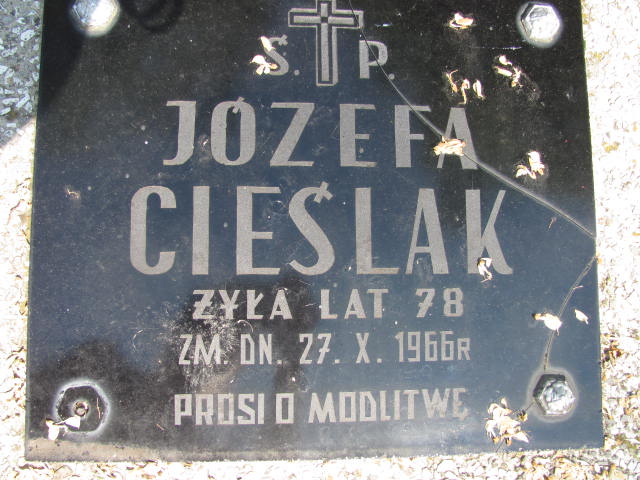 Ś. P.
JÓZEFA
CIEŚLAK
ŻYŁA LAT 78
ZM. DN. 27. X. 1966R
PROSI O MODLITWĘ